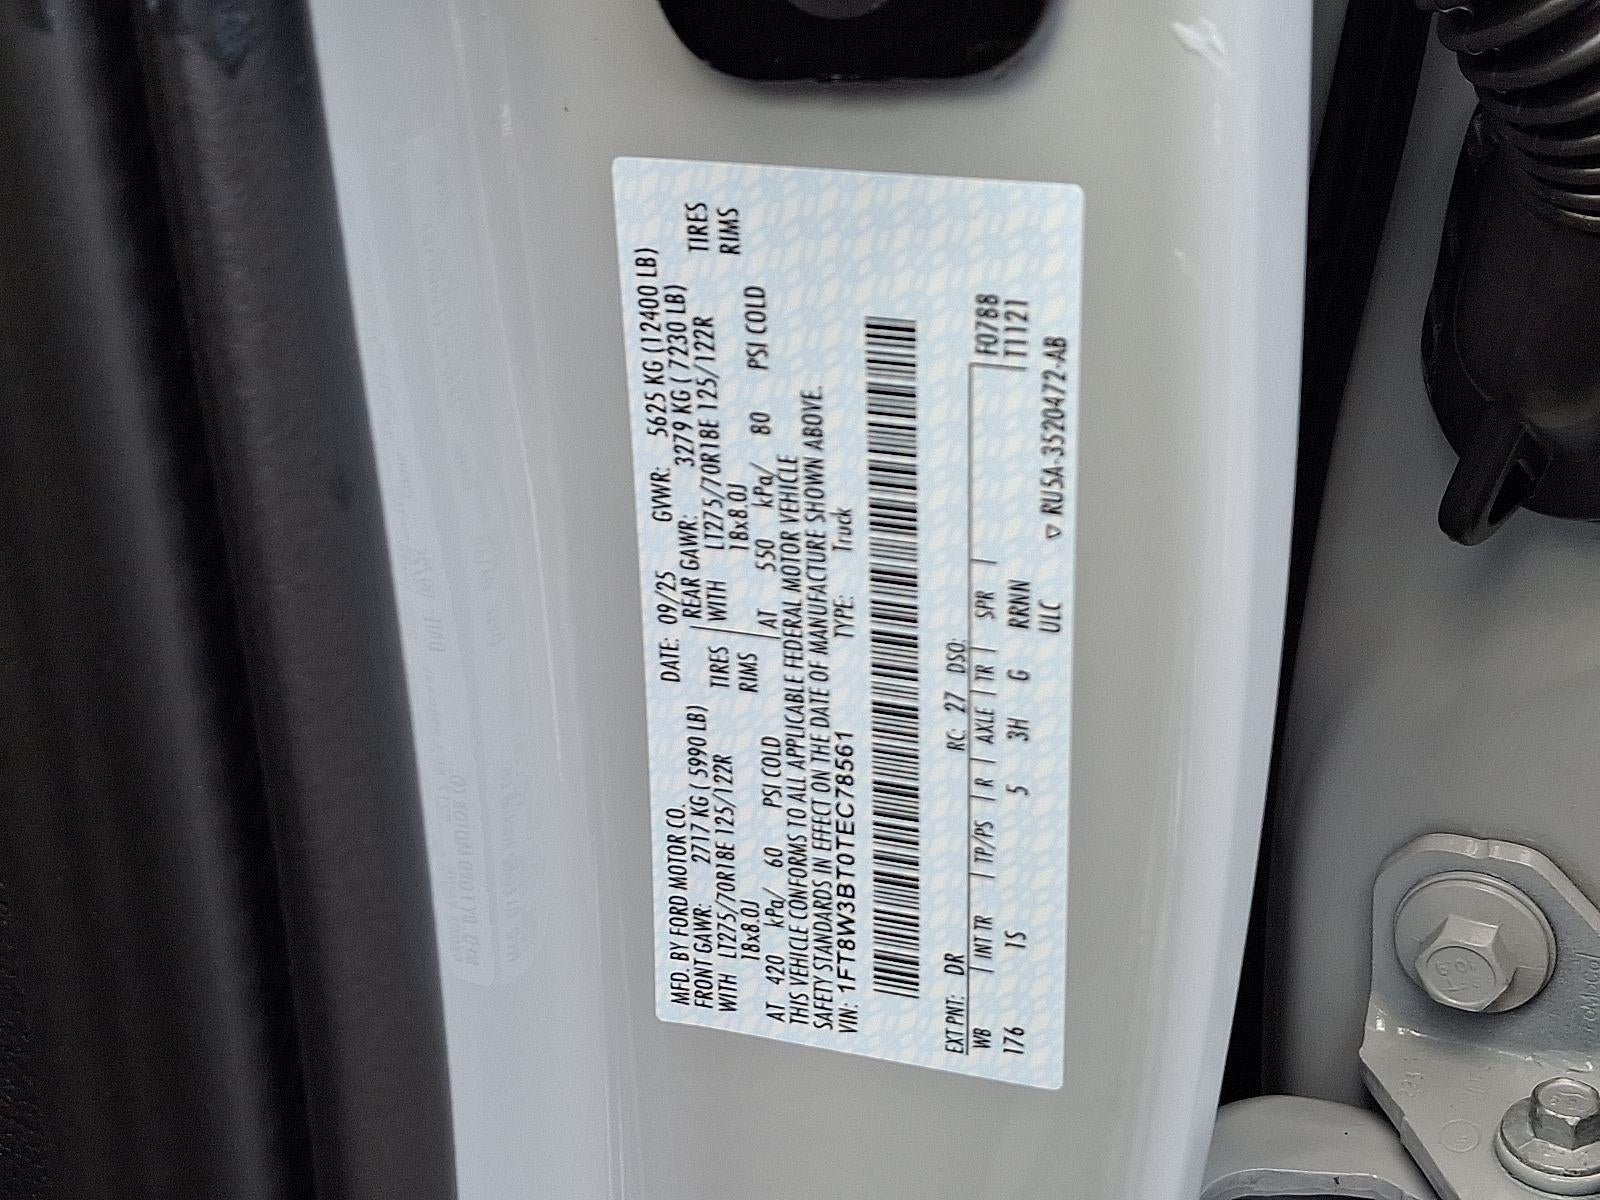 MFD. BY FORD MOTOR CO.
DATE: 09/25 GVWR: 5625 KG (12400 LB)
FRONT GAWR: 2717 KG ( 5990 LB) REAR GAWR: 3279 KG ( 7230 LB)
WITH LT275/70R18E 125/122R TIRES WITH LT275/70R18E 125/122R TIRES
18x8.0J RIMS 18x8.0J RIMS
AT 420 kPa/ 60 PSI COLD AT 550 kPa/ 80 PSI COLD
THIS VEHICLE CONFORMS TO ALL APPLICABLE FEDERAL MOTOR VEHICLE
SAFETY STANDARDS IN EFFECT ON THE DATE OF MANUFACTURE SHOWN ABOVE.
VIN: 1FT8W3BT0TEC78561 TYPE: Truck
EXT PNT: DR RC: 27 DSO:
WB | INT TR | TP/PS | R | AXLE | TR | SPR | F0788
176 1S 5 3H G RRNN T1121
ULC ▽ RU5A-3520472-AB